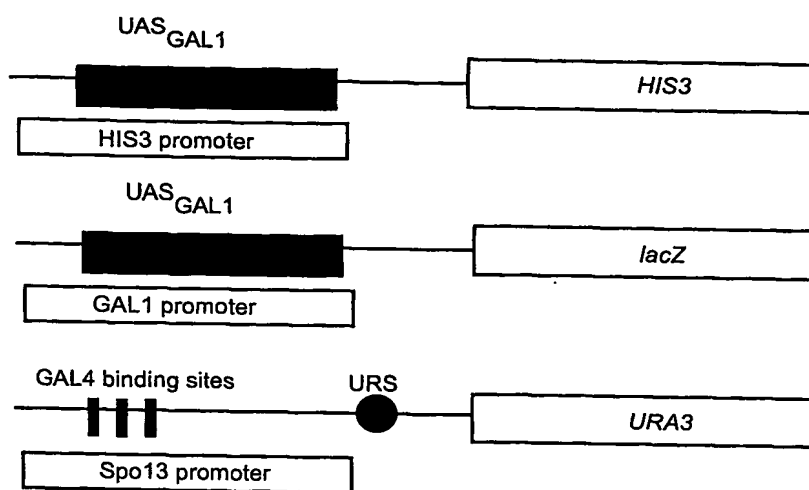 UAS GAL1
HIS3
HIS3 promoter
UAS GAL1
lacZ
GAL1 promoter
GAL4 binding sites URS
URA3
Spo13 promoter